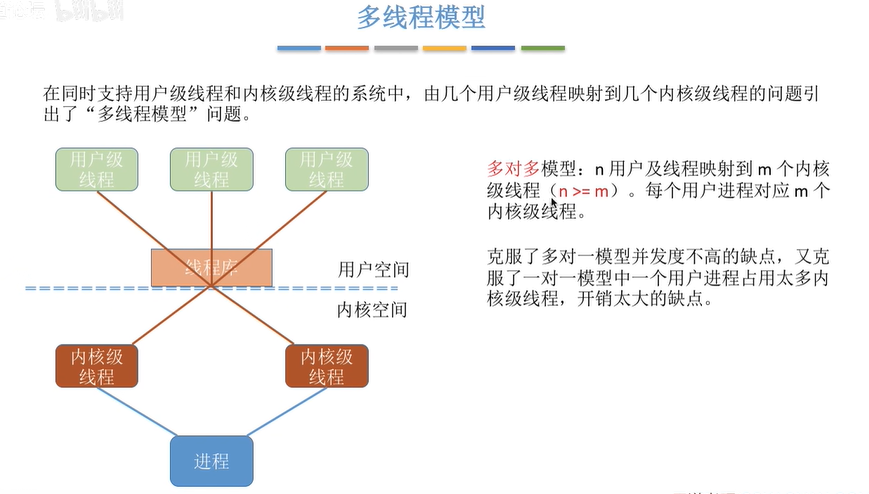 bilibili
多线程模型
在同时支持用户级线程和内核级线程的系统中，由几个用户级线程映射到几个内核级线程的问题引
出了“多线程模型”问题。
用户级
线程
用户级
线程
用户级
线程
线程库
用户空间
内核空间
内核级
线程
内核级
线程
进程
多对多模型：n 用户及线程映射到 m 个内核
级线程（n >= m）。每个用户进程对应 m 个
内核级线程。
克服了多对一模型并发度不高的缺点，又克
服了一对一模型中一个用户进程占用太多内
核级线程，开销太大的缺点。